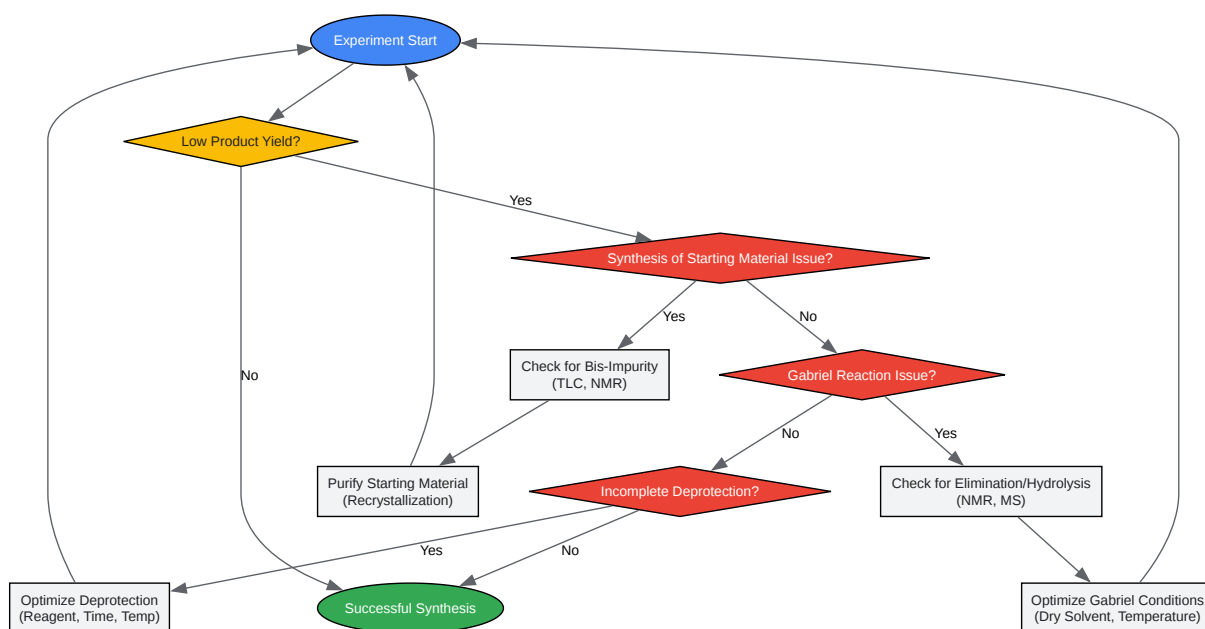 Experiment Start
Low Product Yield?
Yes
Synthesis of Starting Material Issue?
Yes
No
Check for Bis-Impurity
(TLC, NMR)
Gabriel Reaction Issue?
No
No
Yes
Purify Starting Material
(Recrystallization)
Incomplete Deprotection?
Check for Elimination/Hydrolysis
(NMR, MS)
Yes
No
Optimize Deprotection
(Reagent, Time, Temp)
Successful Synthesis
Optimize Gabriel Conditions
(Dry Solvent, Temperature)